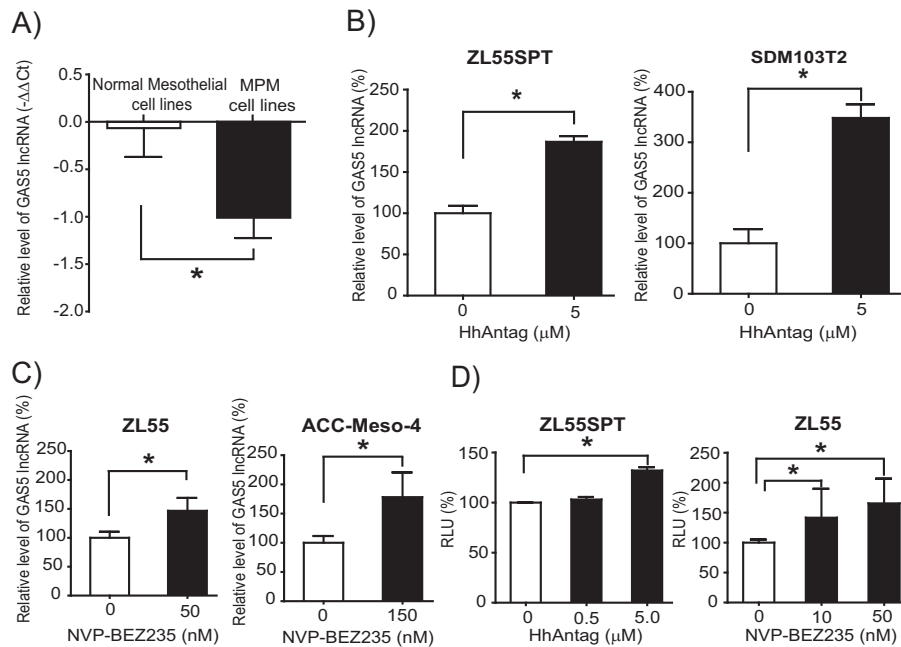 A)
Relative level of GAS5 lncRNA (-ΔΔCt)
0.5
0.0
-0.5
-1.0
-1.5
-2.0
Normal Mesothelial
cell lines
MPM
cell lines
*
B)
ZL55SPT
Relative level of GAS5 lncRNA (%)
250
200
150
100
50
0
*
0
5
HhAntag (μM)
SDM103T2
Relative level of GAS5 lncRNA (%)
400
300
200
100
0
*
0
5
HhAntag (μM)
C)
ZL55
Relative level of GAS5 lncRNA (%)
250
200
150
100
50
0
*
0
50
NVP-BEZ235 (nM)
ACC-Meso-4
Relative level of GAS5 lncRNA (%)
250
200
150
100
50
0
*
0
150
NVP-BEZ235 (nM)
D)
ZL55SPT
RLU (%)
150
100
50
0
*
0
0.5
5.0
HhAntag (μM)
ZL55
RLU (%)
250
200
150
100
50
0
*
*
0
10
50
NVP-BEZ235 (nM)